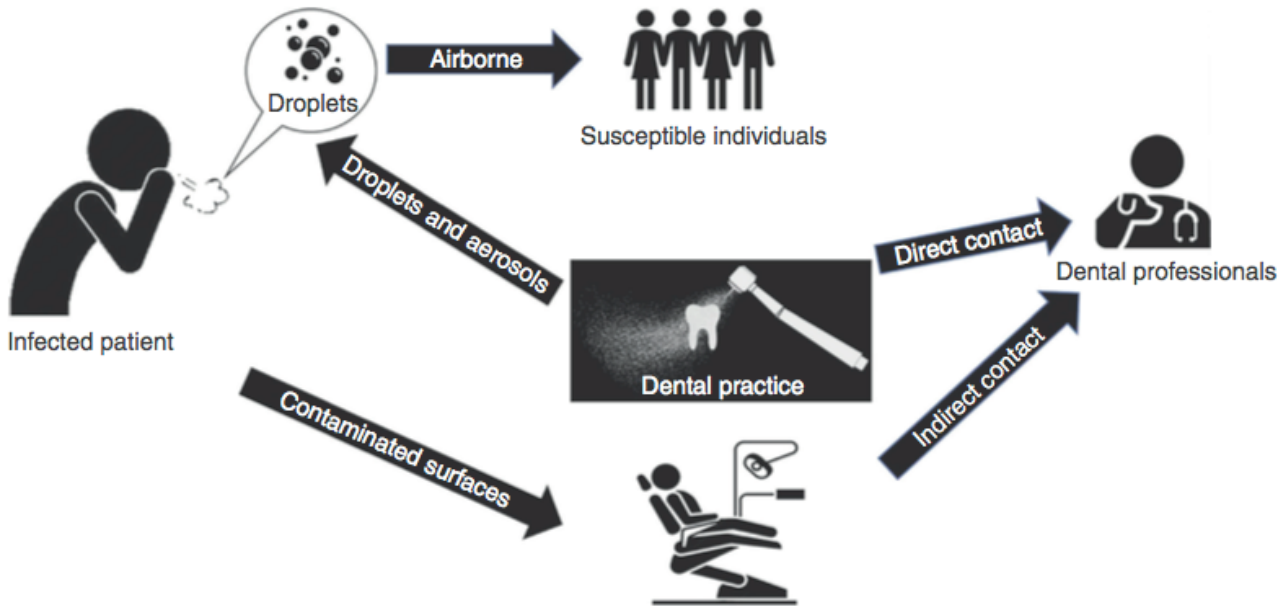 Airborne
Droplets
Susceptible individuals
Droplets and aerosols
Direct contact
Dental professionals
Infected patient
Dental practice
Indirect contact
Contaminated surfaces